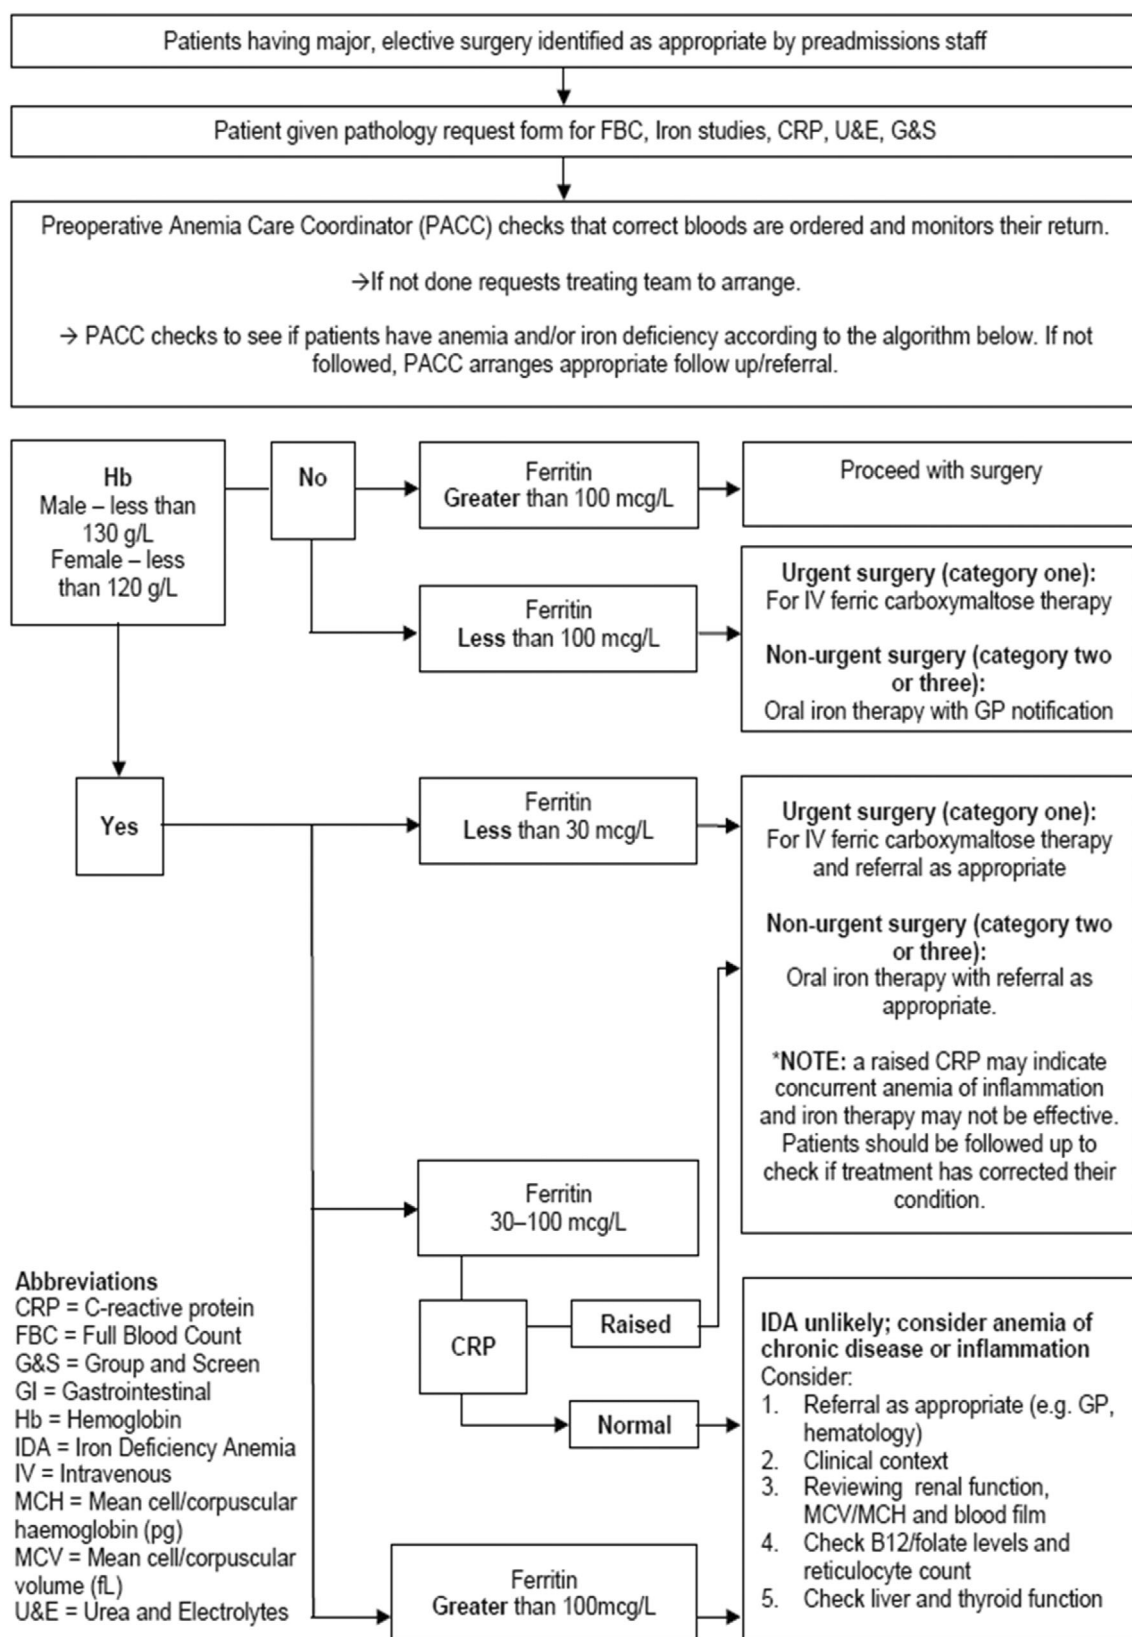 Patients having major, elective surgery identified as appropriate by preadmissions staff
Patient given pathology request form for FBC, Iron studies, CRP, U&E, G&S
Preoperative Anemia Care Coordinator (PACC) checks that correct bloods are ordered and monitors their return.
→If not done requests treating team to arrange.
→ PACC checks to see if patients have anemia and/or iron deficiency according to the algorithm below. If not
followed, PACC arranges appropriate follow up/referral.
Hb
Male – less than
130 g/L
Female – less
than 120 g/L
No
Ferritin
Greater than 100 mcg/L
Proceed with surgery
Ferritin
Less than 100 mcg/L
Urgent surgery (category one):
For IV ferric carboxymaltose therapy
Non-urgent surgery (category two
or three):
Oral iron therapy with GP notification
Yes
Ferritin
Less than 30 mcg/L
Urgent surgery (category one):
For IV ferric carboxymaltose therapy
and referral as appropriate
Non-urgent surgery (category two
or three):
Oral iron therapy with referral as
appropriate.
*NOTE: a raised CRP may indicate
concurrent anemia of inflammation
and iron therapy may not be effective.
Patients should be followed up to
check if treatment has corrected their
condition.
Ferritin
30–100 mcg/L
CRP
Raised
Normal
IDA unlikely; consider anemia of
chronic disease or inflammation
Consider:
1. Referral as appropriate (e.g. GP,
hematology)
2. Clinical context
3. Reviewing renal function,
MCV/MCH and blood film
4. Check B12/folate levels and
reticulocyte count
5. Check liver and thyroid function
Ferritin
Greater than 100mcg/L
Abbreviations
CRP = C-reactive protein
FBC = Full Blood Count
G&S = Group and Screen
GI = Gastrointestinal
Hb = Hemoglobin
IDA = Iron Deficiency Anemia
IV = Intravenous
MCH = Mean cell/corpuscular
haemoglobin (pg)
MCV = Mean cell/corpuscular
volume (fL)
U&E = Urea and Electrolytes